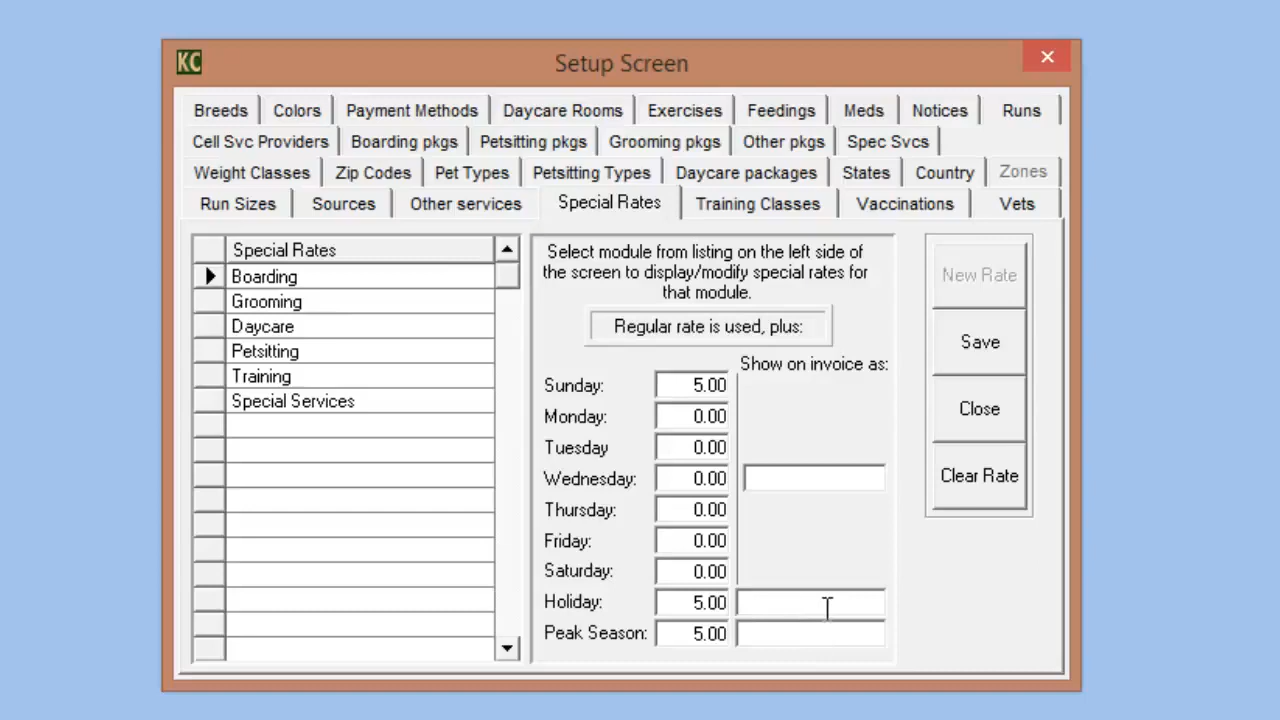 KC
Setup Screen
Breeds Colors Payment Methods Daycare Rooms Exercises Feedings Meds Notices Runs
Cell Svc Providers Boarding pkgs Petsitting pkgs Grooming pkgs Other pkgs Spec Svcs
Weight Classes Zip Codes Pet Types Petsitting Types Daycare packages States Country Zones
Run Sizes Sources Other services Special Rates Training Classes Vaccinations Vets
Special Rates
Boarding
Grooming
Daycare
Petsitting
Training
Special Services
Select module from listing on the left side of
the screen to display/modify special rates for
that module.
Regular rate is used, plus:
Show on invoice as:
Sunday: 5.00
Monday: 0.00
Tuesday 0.00
Wednesday: 0.00
Thursday: 0.00
Friday: 0.00
Saturday: 0.00
Holiday: 5.00
Peak Season: 5.00
New Rate
Save
Close
Clear Rate